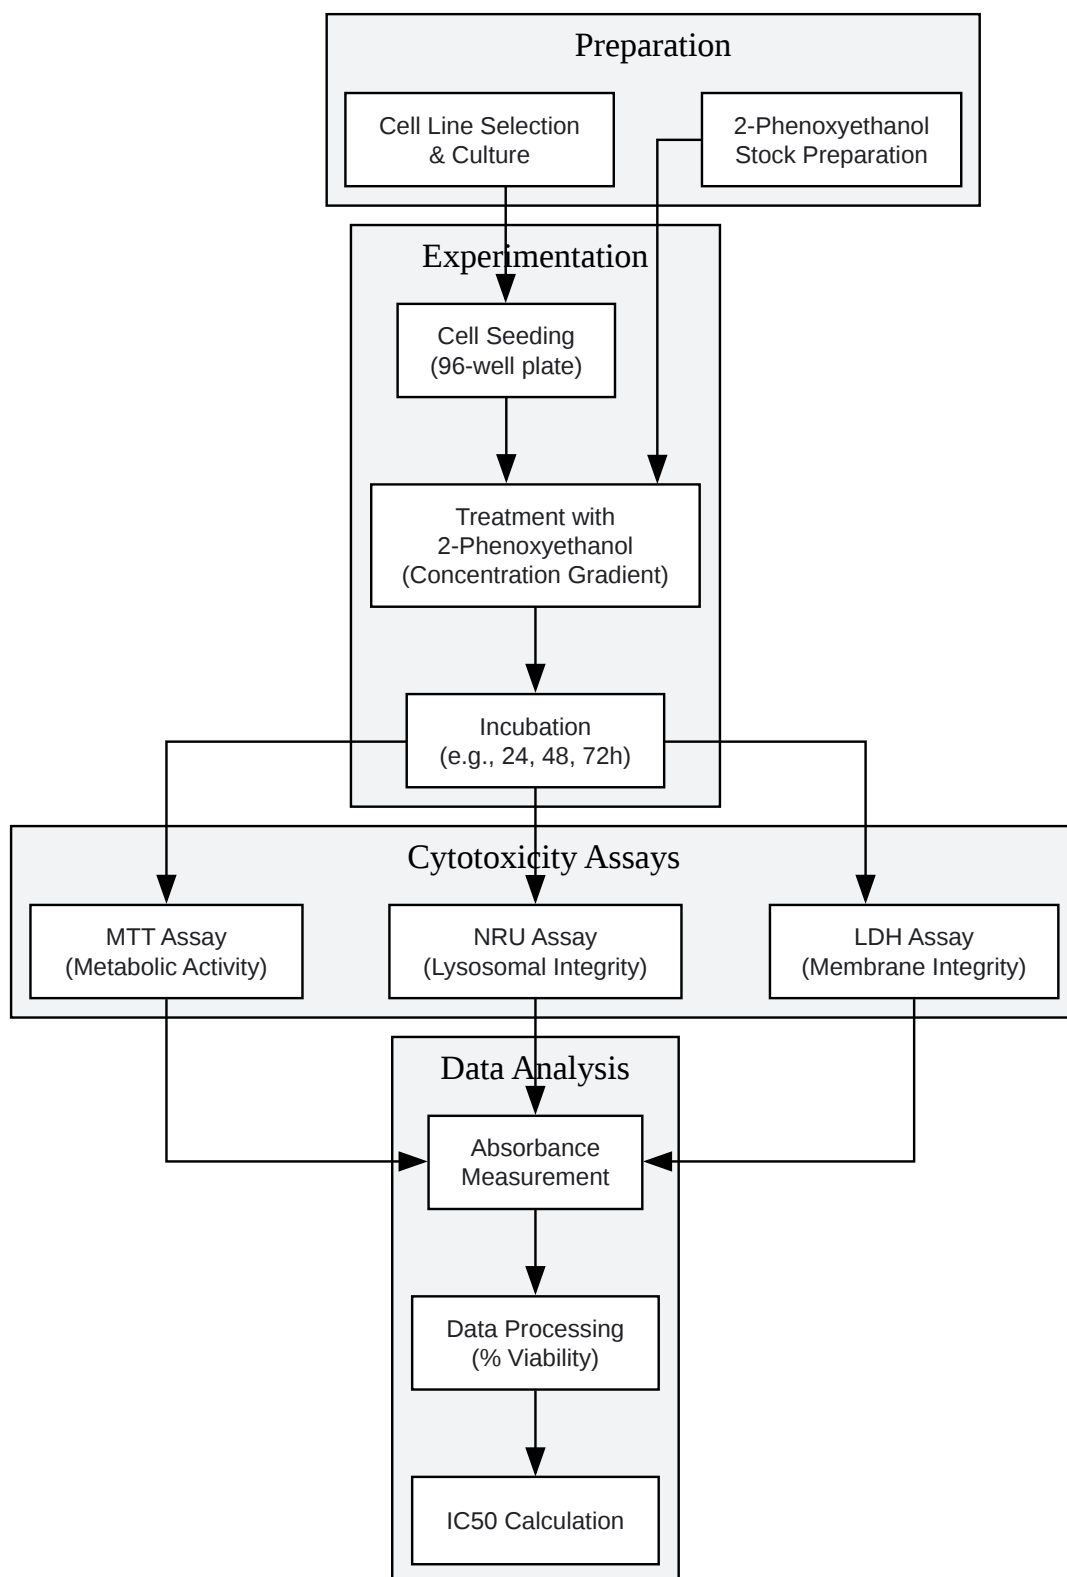 Preparation
Cell Line Selection
& Culture
2-Phenoxyethanol
Stock Preparation
Experimentation
Cell Seeding
(96-well plate)
Treatment with
2-Phenoxyethanol
(Concentration Gradient)
Incubation
(e.g., 24, 48, 72h)
Cytotoxicity Assays
MTT Assay
(Metabolic Activity)
NRU Assay
(Lysosomal Integrity)
LDH Assay
(Membrane Integrity)
Data Analysis
Absorbance
Measurement
Data Processing
(% Viability)
IC50 Calculation